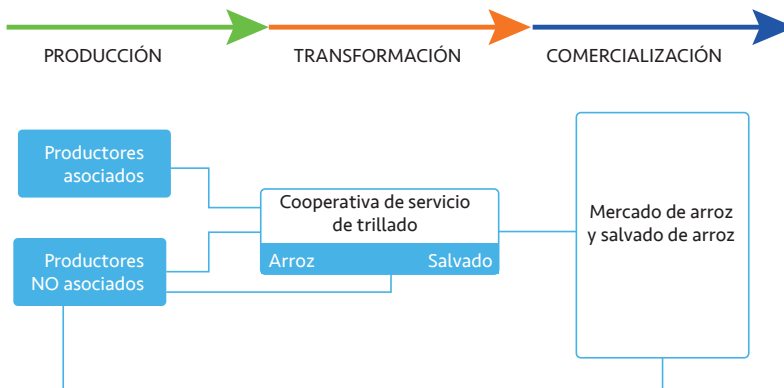 PRODUCCIÓN
TRANSFORMACIÓN
COMERCIALIZACIÓN
Productores
asociados
Cooperativa de servicio
de trillado
Arroz
Salvado
Productores
NO asociados
Mercado de arroz
y salvado de arroz